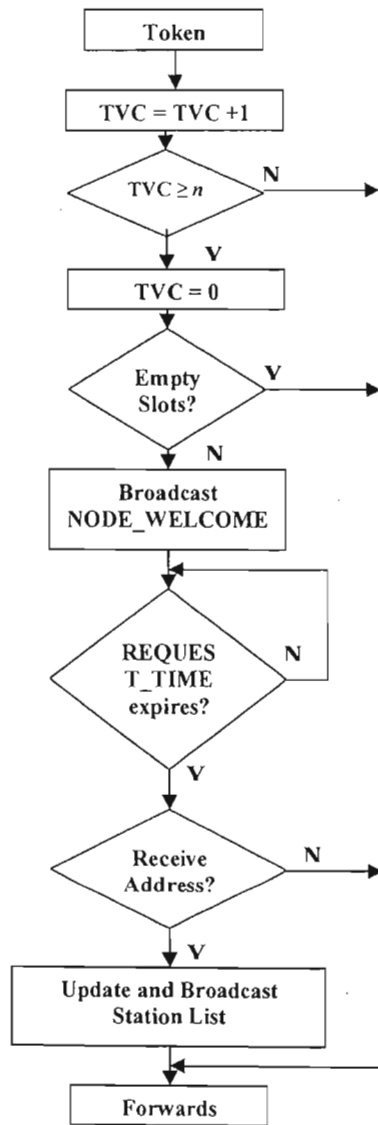 Token
TVC = TVC +1
TVC ≥ n
N
Y
TVC = 0
Empty
Slots?
Y
N
Broadcast
NODE_WELCOME
REQUES
T_TIME
expires?
N
Y
Receive
Address?
N
Y
Update and Broadcast
Station List
Forwards